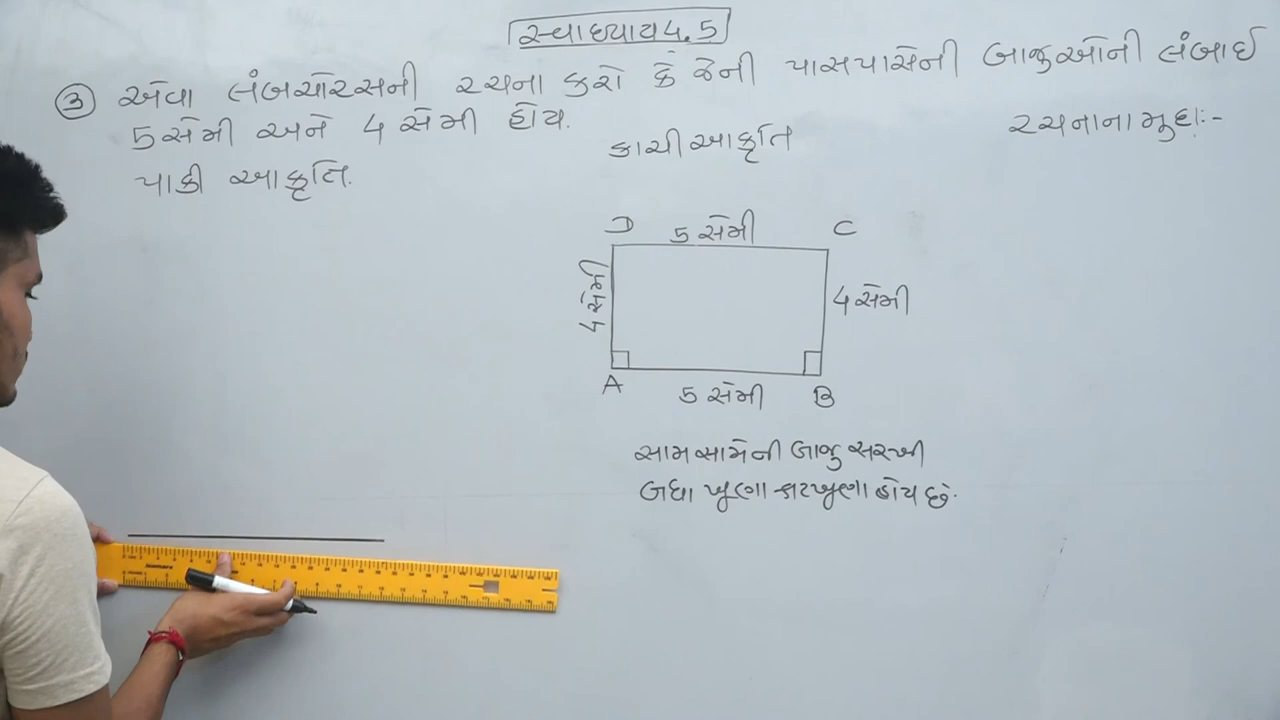 સ્વાધ્યાય 4.5
③ એવા લંબચોરસની રચના કરો કે જેની પાસપાસેની બાજુઓની લંબાઈ
5 સેમી અને 4 સેમી હોય.
કાચી આકૃતિ
રચનાના મુદ્દા:-
પાકી આકૃતિ.
D 5 સેમી C
4 સેમી
4 સેમી
A 5 સેમી B
સામસામેની બાજુ સરખી
બધા ખૂણા કાટખૂણા હોય છે.